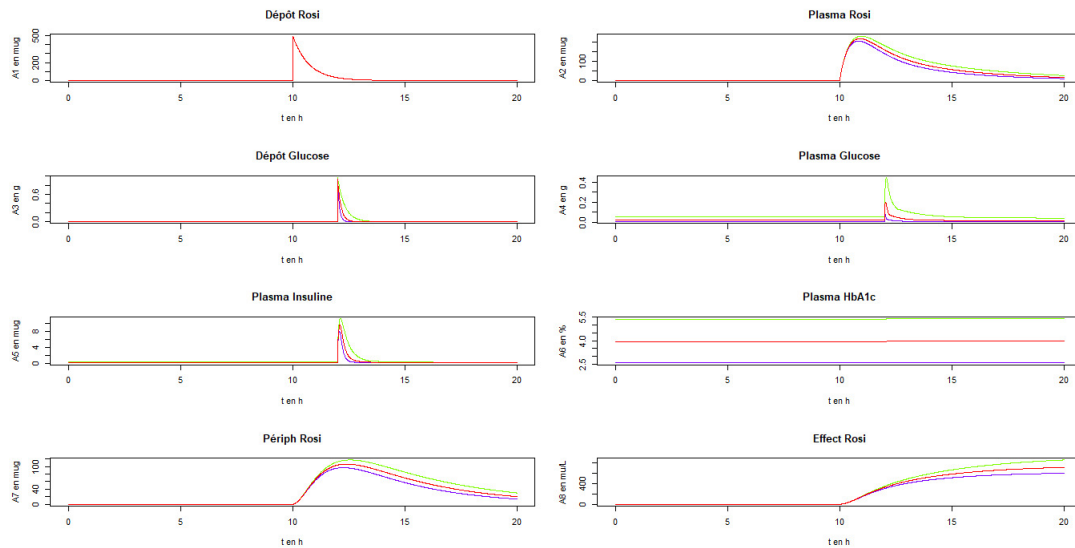 Dépôt Rosi
A1 en mug
0 200 500
0 5 10 15 20
t en h
Plasma Rosi
A2 en mug
0 100
0 5 10 15 20
t en h
Dépôt Glucose
A3 en g
0.0 0.6
0 5 10 15 20
t en h
Plasma Glucose
A4 en g
0.0 0.2 0.4
0 5 10 15 20
t en h
Plasma Insuline
A5 en mug
0 4 8
0 5 10 15 20
t en h
Plasma HbA1c
A6 en %
2.5 4.0 5.5
0 5 10 15 20
t en h
Périph Rosi
A7 en mug
0 40 100
0 5 10 15 20
t en h
Effect Rosi
A8 en mu/L
0 400
0 5 10 15 20
t en h